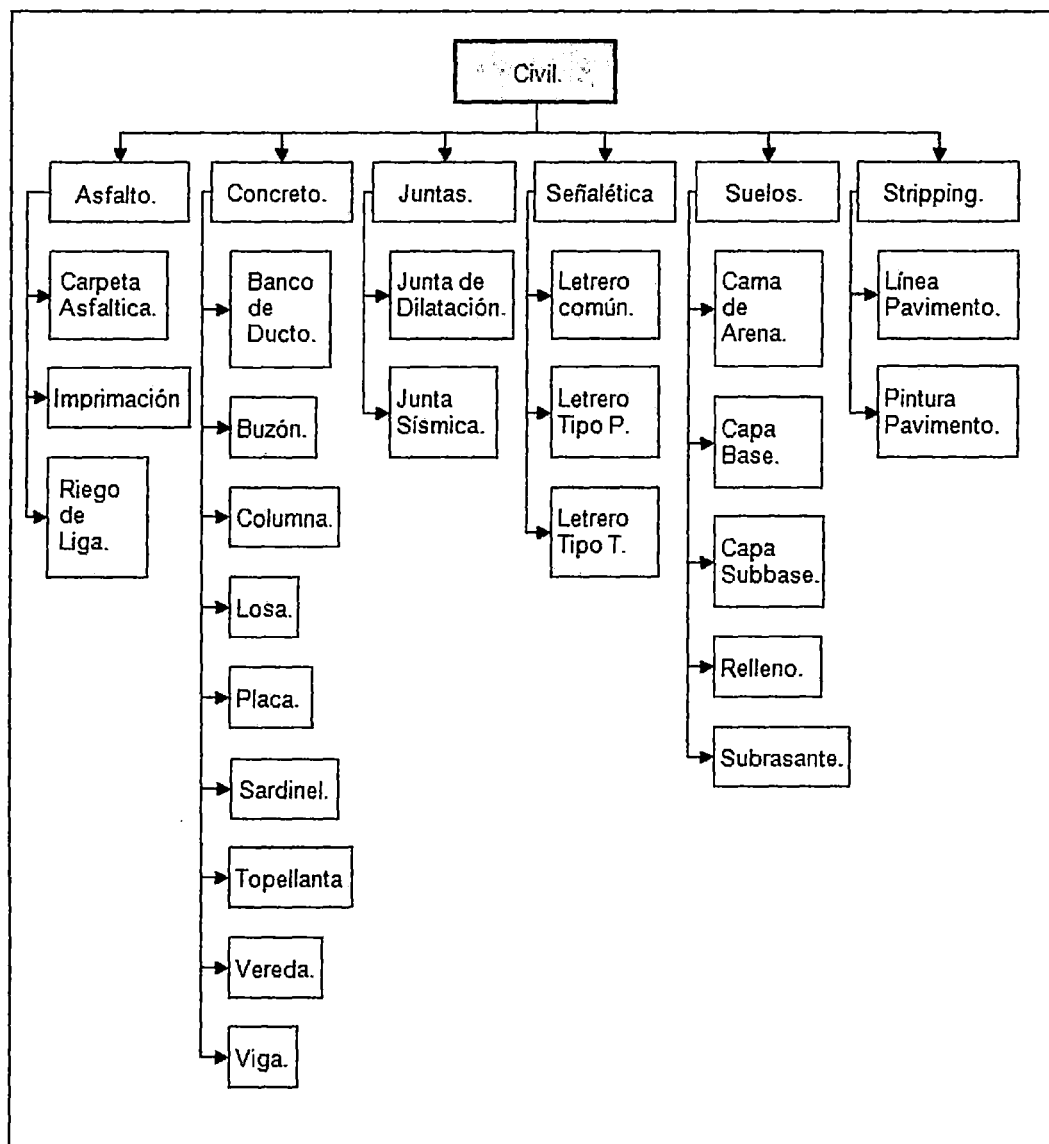 Civil.
Asfalto.
Carpeta
Asfaltica.
Imprimación
Riego
de
Liga.
Concreto.
Banco
de
Ducto.
Buzón.
Columna.
Losa.
Placa.
Sardinel.
Topellanta
Vereda.
Viga.
Juntas.
Junta de
Dilatación.
Junta
Sísmica.
Señalética
Letrero
común.
Letrero
Tipo P.
Letrero
Tipo T.
Suelos.
Cama
de
Arena.
Capa
Base.
Capa
Subbase.
Relleno.
Subrasante.
Stripping.
Línea
Pavimento.
Pintura
Pavimento.